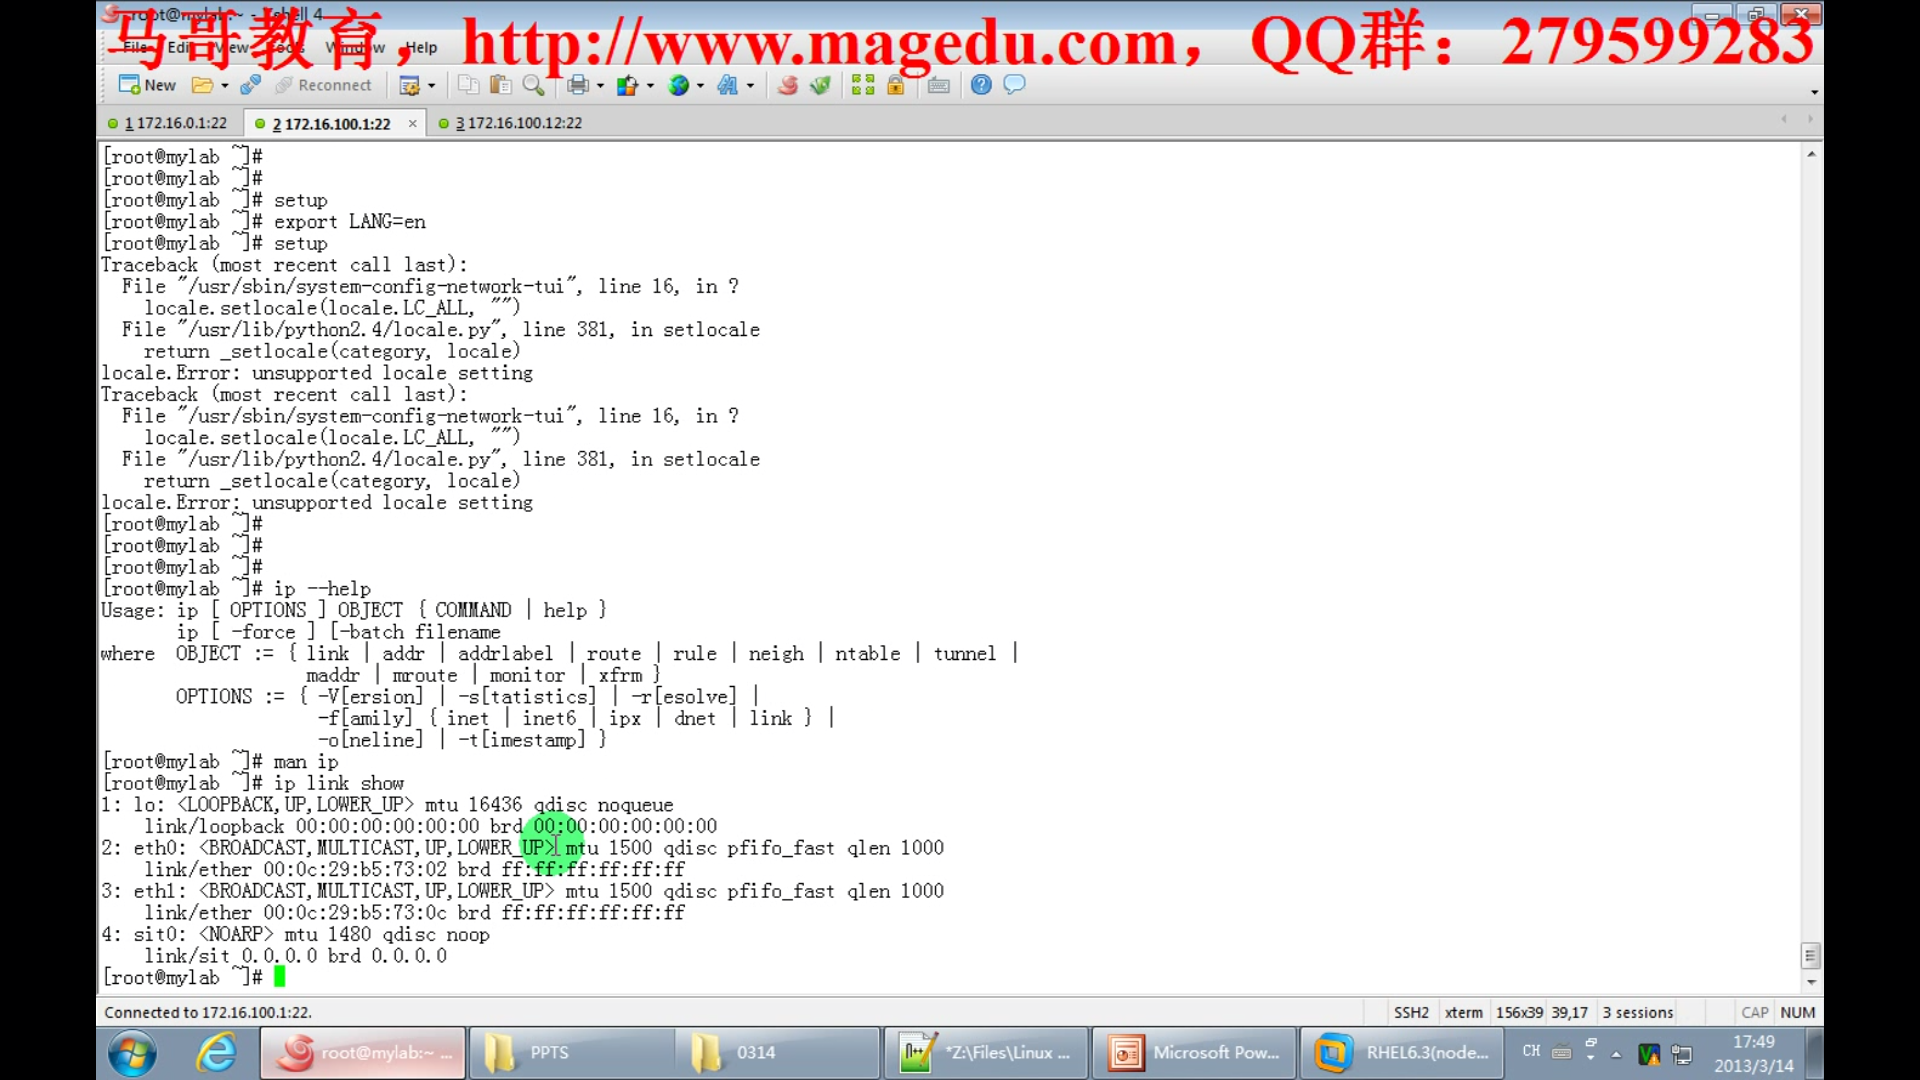 马哥教育，http://www.magedu.com，QQ群：279599283
File Edit View Tools Window Help
New Reconnect
1 172.16.0.1:22 2 172.16.100.1:22 × 3 172.16.100.12:22
[root@mylab ~]#
[root@mylab ~]#
[root@mylab ~]# setup
[root@mylab ~]# export LANG=en
[root@mylab ~]# setup
Traceback (most recent call last):
  File "/usr/sbin/system-config-network-tui", line 16, in ?
    locale.setlocale(locale.LC_ALL, "")
  File "/usr/lib/python2.4/locale.py", line 381, in setlocale
    return _setlocale(category, locale)
locale.Error: unsupported locale setting
Traceback (most recent call last):
  File "/usr/sbin/system-config-network-tui", line 16, in ?
    locale.setlocale(locale.LC_ALL, "")
  File "/usr/lib/python2.4/locale.py", line 381, in setlocale
    return _setlocale(category, locale)
locale.Error: unsupported locale setting
[root@mylab ~]#
[root@mylab ~]#
[root@mylab ~]#
[root@mylab ~]# ip --help
Usage: ip [ OPTIONS ] OBJECT { COMMAND | help }
       ip [ -force ] [-batch filename
where  OBJECT := { link | addr | addrlabel | route | rule | neigh | ntable | tunnel |
                   maddr | mroute | monitor | xfrm }
       OPTIONS := { -V[ersion] | -s[tatistics] | -r[esolve] |
                    -f[amily] { inet | inet6 | ipx | dnet | link } |
                    -o[neline] | -t[imestamp] }
[root@mylab ~]# man ip
[root@mylab ~]# ip link show
1: lo: <LOOPBACK,UP,LOWER_UP> mtu 16436 qdisc noqueue
    link/loopback 00:00:00:00:00:00 brd 00:00:00:00:00:00
2: eth0: <BROADCAST,MULTICAST,UP,LOWER_UP> mtu 1500 qdisc pfifo_fast qlen 1000
    link/ether 00:0c:29:b5:73:02 brd ff:ff:ff:ff:ff:ff
3: eth1: <BROADCAST,MULTICAST,UP,LOWER_UP> mtu 1500 qdisc pfifo_fast qlen 1000
    link/ether 00:0c:29:b5:73:0c brd ff:ff:ff:ff:ff:ff
4: sit0: <NOARP> mtu 1480 qdisc noop
    link/sit 0.0.0.0 brd 0.0.0.0
[root@mylab ~]#
Connected to 172.16.100.1:22. SSH2 xterm 156x39 39,17 3 sessions CAP NUM
root@mylab:~ ... PPTS 0314 *Z:\Files\Linux ... Microsoft Pow... RHEL6.3(node... CH 17:49
2013/3/14